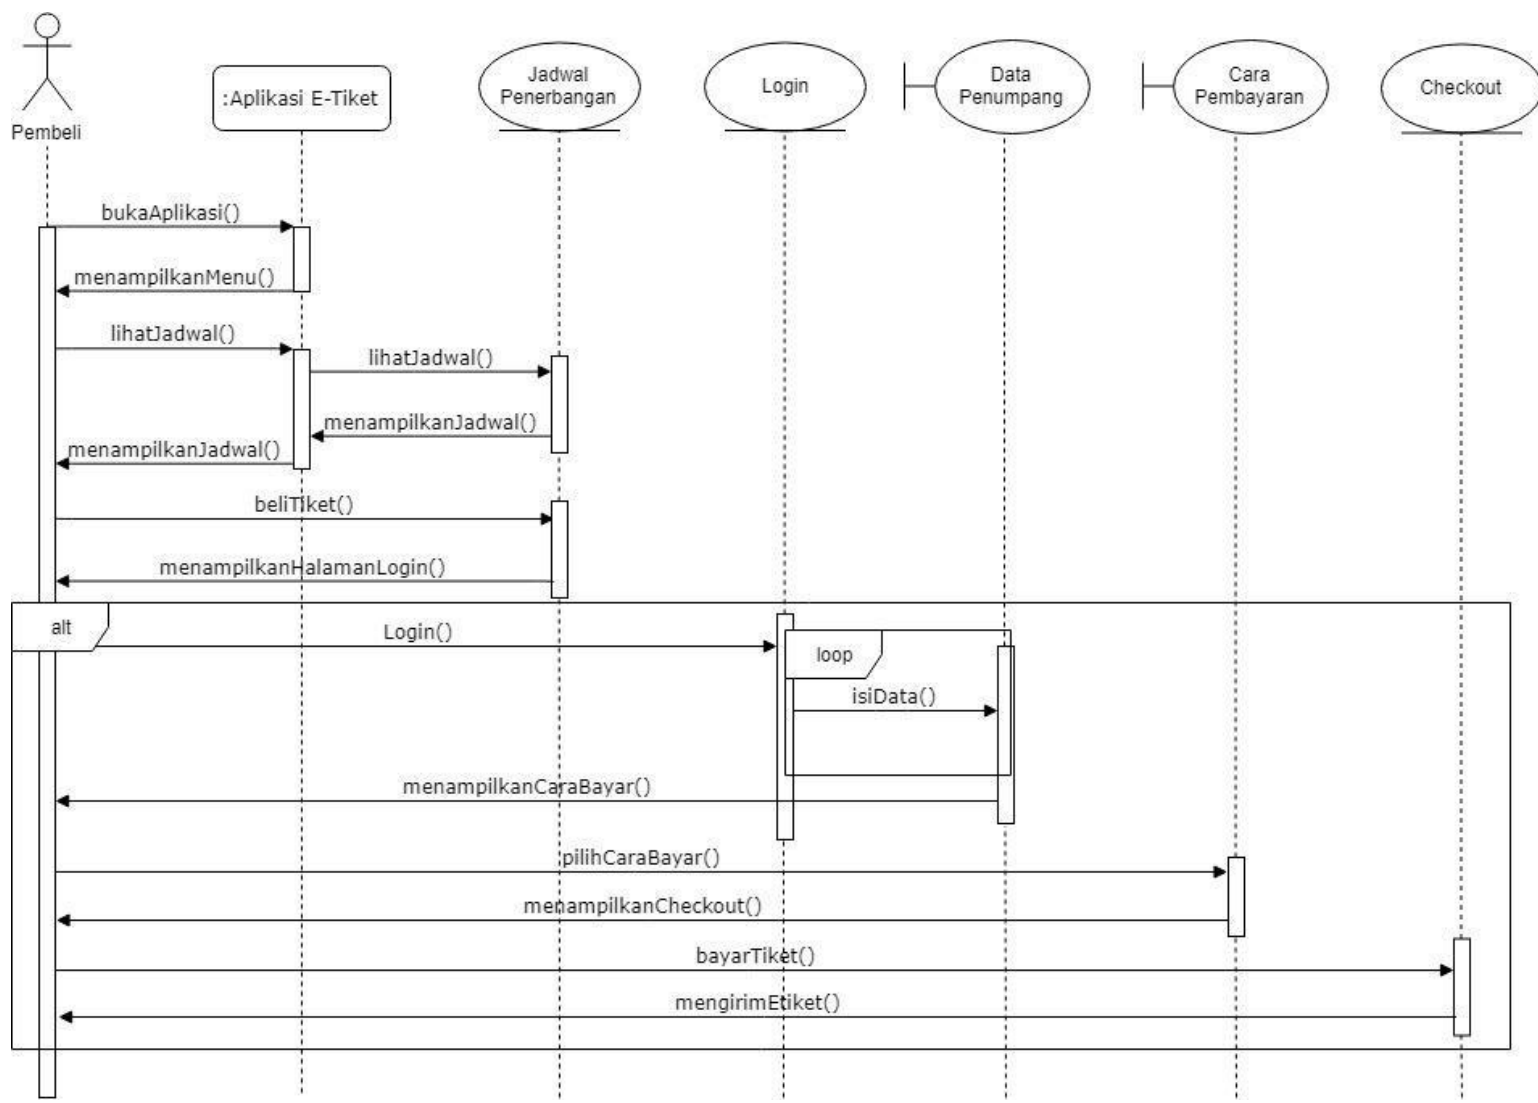 Pembeli
:Aplikasi E-Tiket
Jadwal
Penerbangan
Login
Data
Penumpang
Cara
Pembayaran
Checkout
bukaAplikasi()
menampilkanMenu()
lihatJadwal()
lihatJadwal()
menampilkanJadwal()
menampilkanJadwal()
beliTiket()
menampilkanHalamanLogin()
alt
Login()
loop
isiData()
menampilkanCaraBayar()
pilihCaraBayar()
menampilkanCheckout()
bayarTiket()
mengirimEtiket()